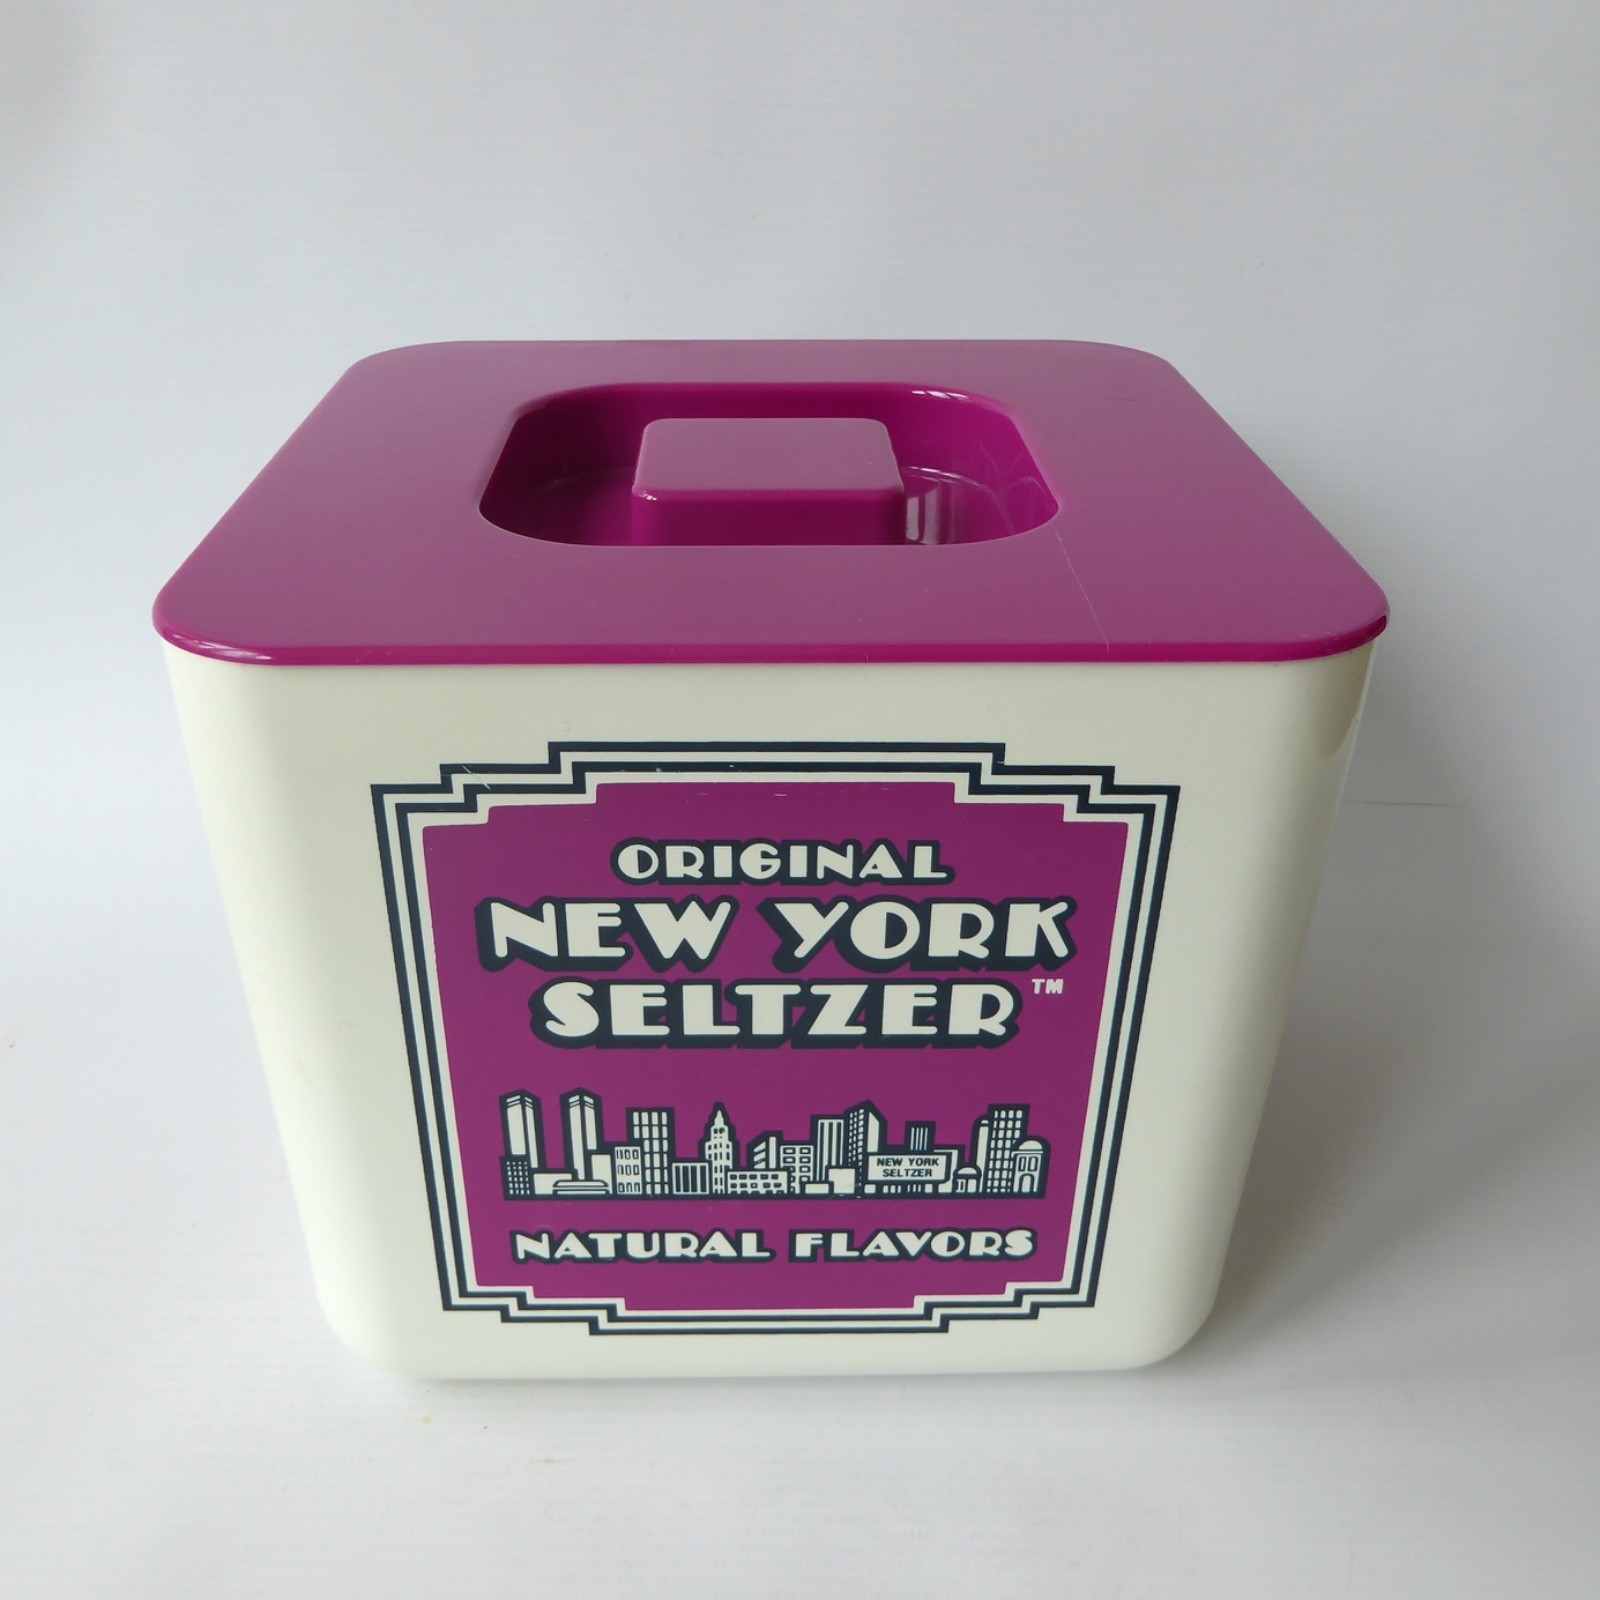 ORIGINAL
NEW YORK
SELTZER™
NEW YORK
SELTZER
NATURAL FLAVORS